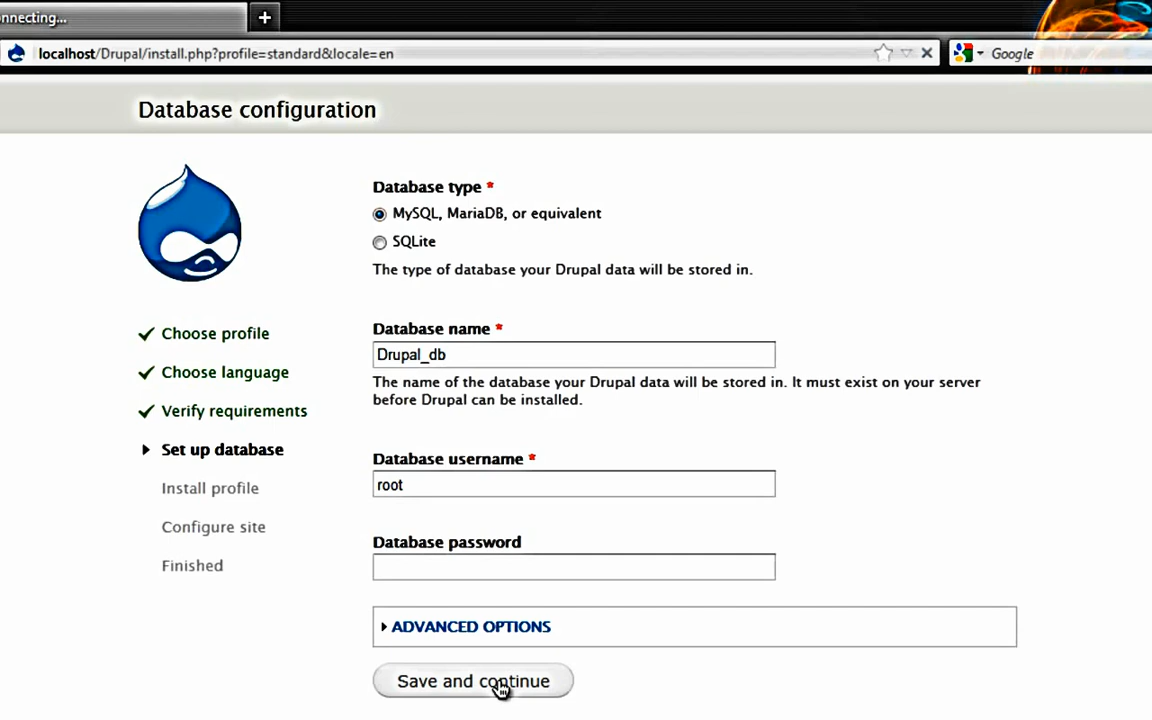 nnecting...
+
localhost/Drupal/install.php?profile=standard&locale=en
Google
Database configuration
Database type *
MySQL, MariaDB, or equivalent
SQLite
The type of database your Drupal data will be stored in.
Database name *
Drupal_db
The name of the database your Drupal data will be stored in. It must exist on your server
before Drupal can be installed.
Database username *
root
Database password
ADVANCED OPTIONS
Save and continue
Choose profile
Choose language
Verify requirements
Set up database
Install profile
Configure site
Finished